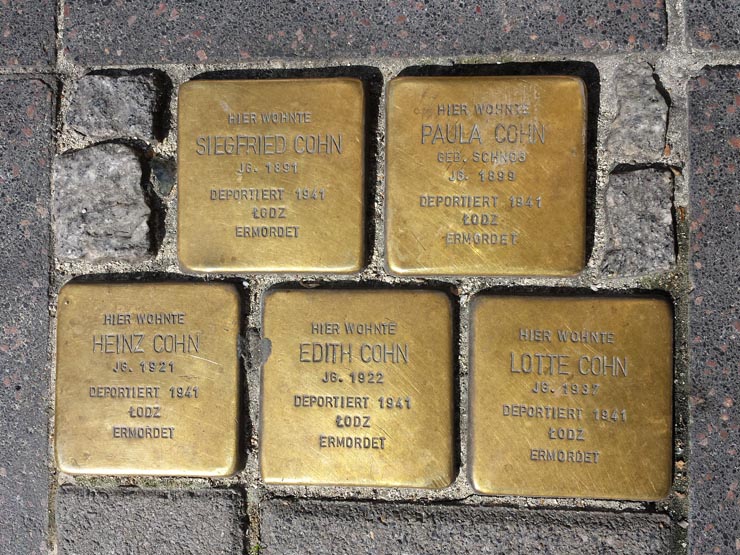 HIER WOHNTE
SIEGFRIED COHN
JG. 1891
DEPORTIERT 1941
ŁODZ
ERMORDET
HIER WOHNTE
PAULA COHN
GEB. SCHNOG
JG. 1899
DEPORTIERT 1941
ŁODZ
ERMORDET
HIER WOHNTE
HEINZ COHN
JG. 1921
DEPORTIERT 1941
ŁODZ
ERMORDET
HIER WOHNTE
EDITH COHN
JG. 1922
DEPORTIERT 1941
ŁODZ
ERMORDET
HIER WOHNTE
LOTTE COHN
JG. 1937
DEPORTIERT 1941
ŁODZ
ERMORDET